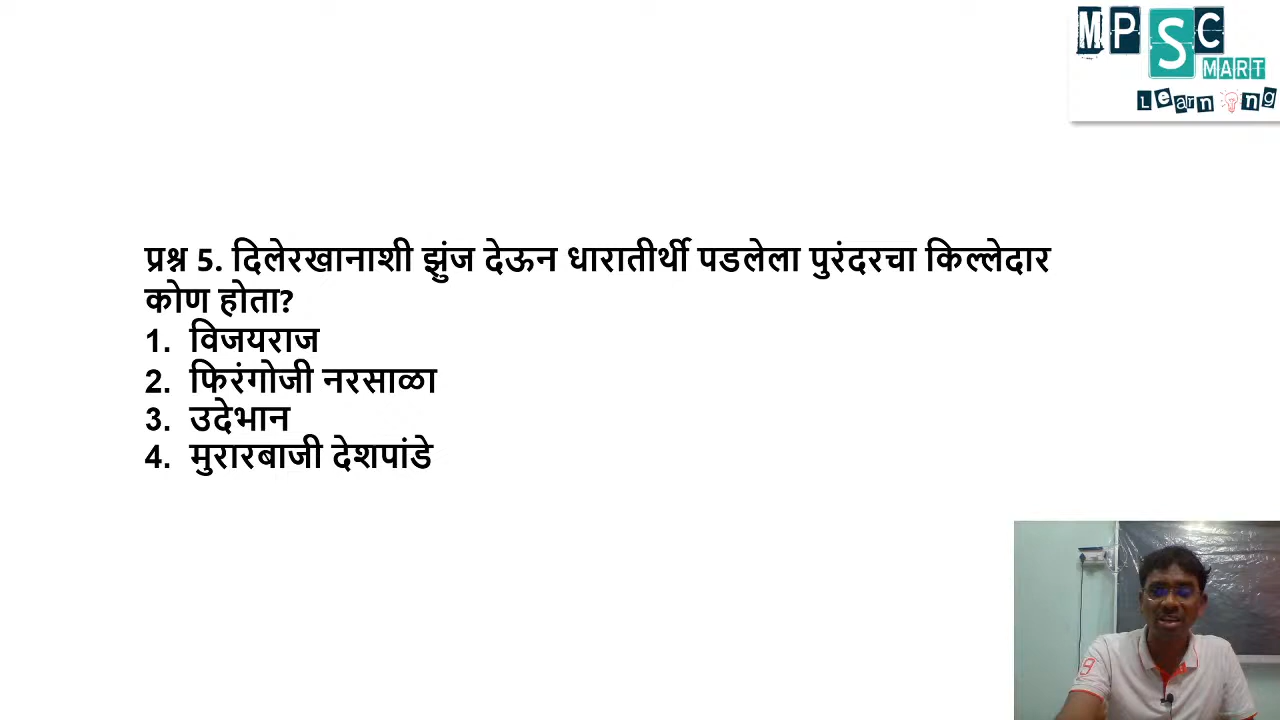 MPSC
MART
Learning
प्रश्न 5. दिलेरखानाशी झुंज देऊन धारातीर्थी पडलेला पुरंदरचा किल्लेदार
कोण होता?
1. विजयराज
2. फिरंगोजी नरसाळा
3. उदेभान
4. मुरारबाजी देशपांडे